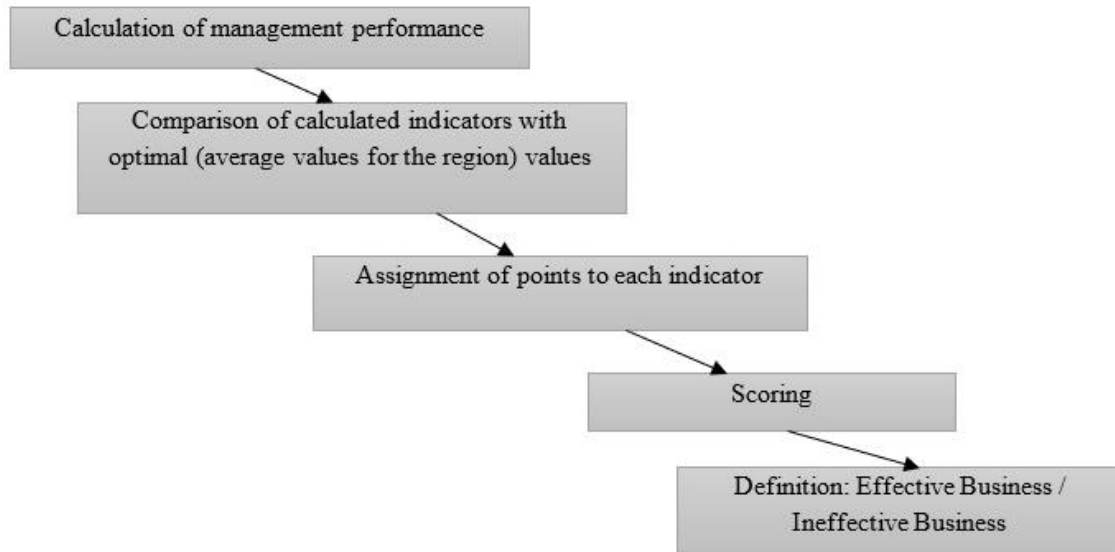 Calculation of management performance
Comparison of calculated indicators with
optimal (average values for the region) values
Assignment of points to each indicator
Scoring
Definition: Effective Business /
Ineffective Business